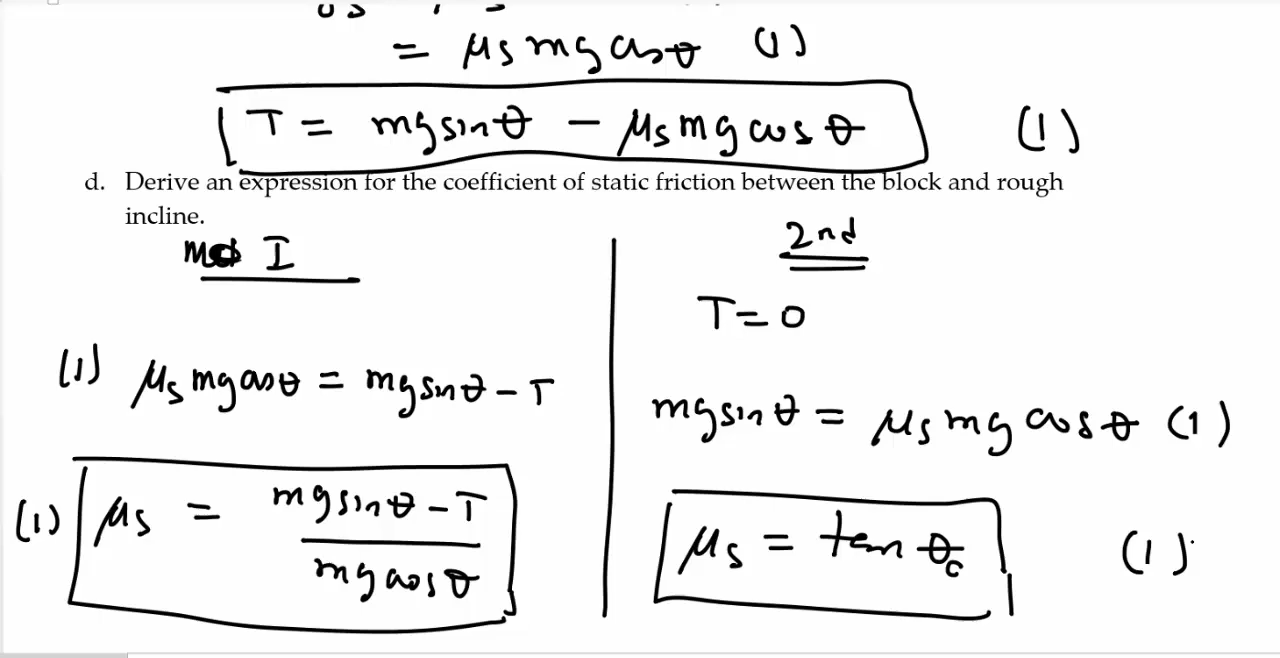 = μs mg cosθ (1)
T = mg sinθ - μs mg cos θ (1)
d. Derive an expression for the coefficient of static friction between the block and rough
incline.
I
(1) μs mg cosθ = mg sinθ - T
(1) μs = (mg sinθ - T) / (mg cosθ)
2nd
T = 0
mg sinθ = μs mg cosθ (1)
μs = tan θc (1)